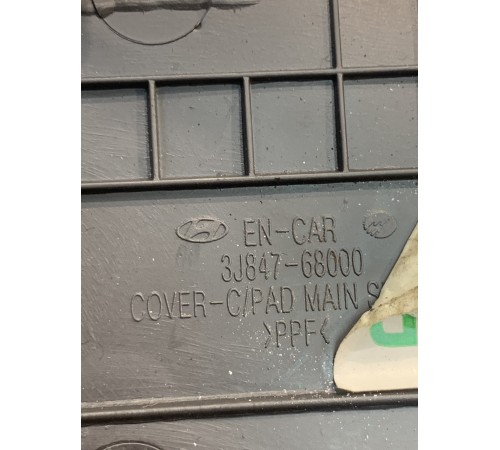 EN-CAR
3J847-68000
COVER-C/PAD MAIN S
>PPF<